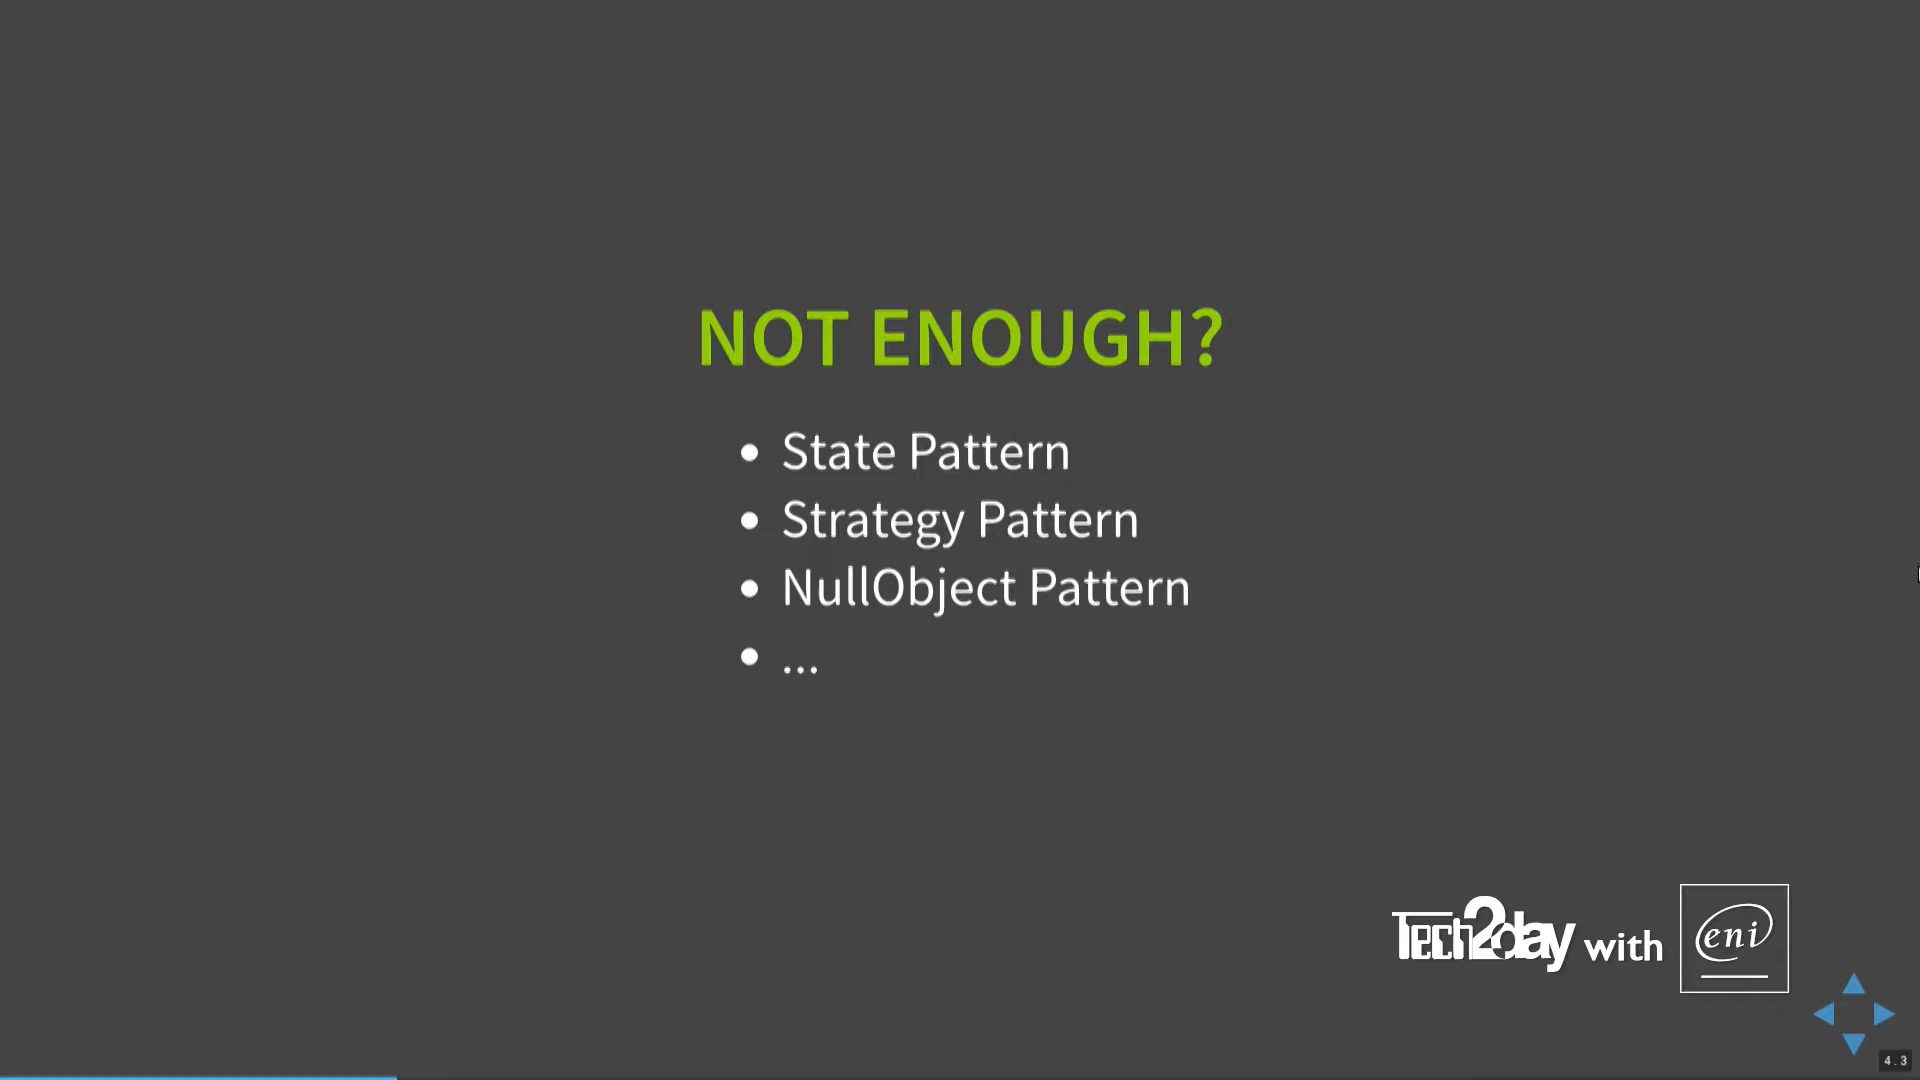 NOT ENOUGH?
• State Pattern
• Strategy Pattern
• NullObject Pattern
• ...
Tech2day with eni
4.3